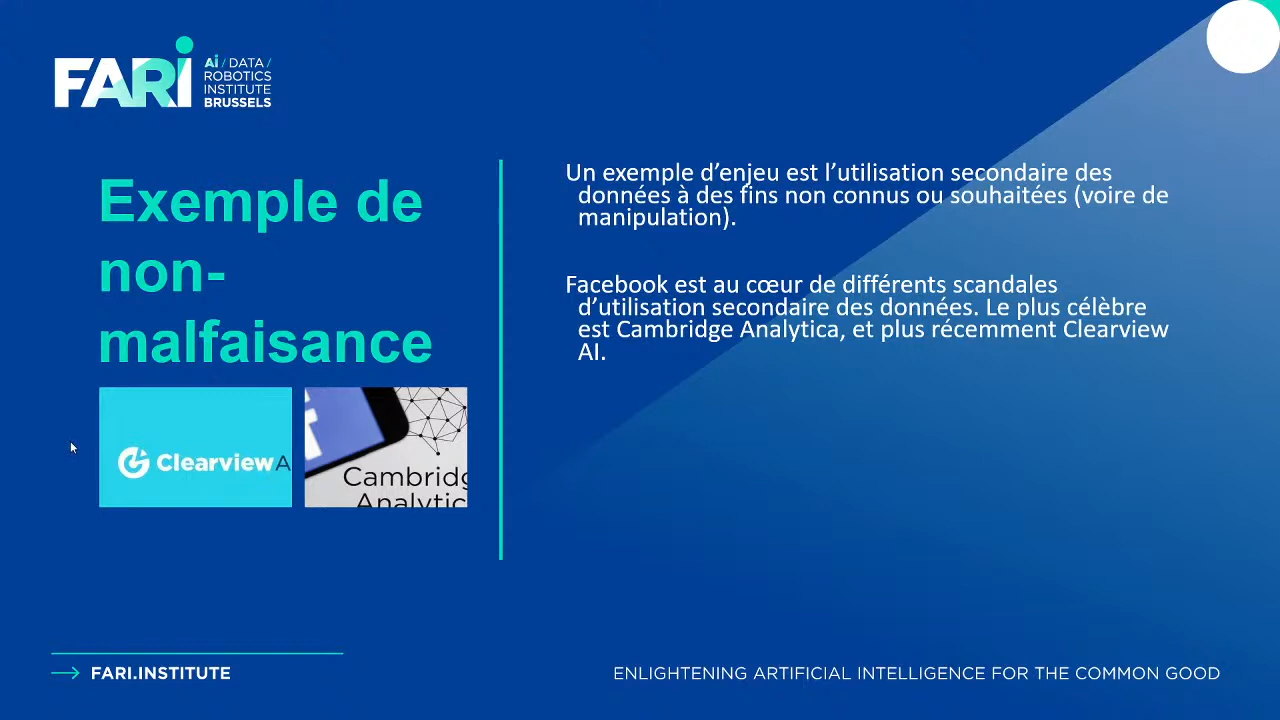 FARi
Ai / DATA /
ROBOTICS
INSTITUTE
BRUSSELS
Exemple de
non-
malfaisance
Clearview A
Cambridg
Analytic
Un exemple d’enjeu est l’utilisation secondaire des
données à des fins non connus ou souhaitées (voire de
manipulation).
Facebook est au cœur de différents scandales
d’utilisation secondaire des données. Le plus célèbre
est Cambridge Analytica, et plus récemment Clearview
AI.
FARI.INSTITUTE
ENLIGHTENING ARTIFICIAL INTELLIGENCE FOR THE COMMON GOOD